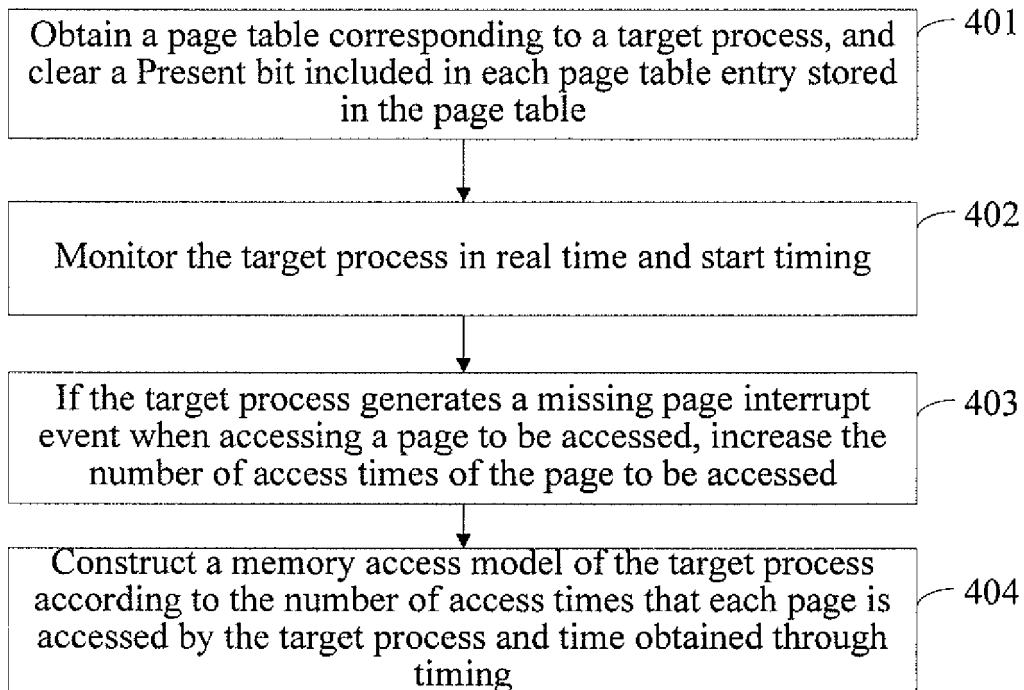 Obtain a page table corresponding to a target process, and
clear a Present bit included in each page table entry stored
in the page table
401
Monitor the target process in real time and start timing
402
If the target process generates a missing page interrupt
event when accessing a page to be accessed, increase the
number of access times of the page to be accessed
403
Construct a memory access model of the target process
according to the number of access times that each page is
accessed by the target process and time obtained through
timing
404